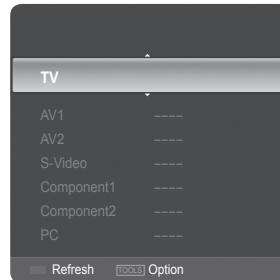 TV
AV1 ----
AV2 ----
S-Video ----
Component1 ----
Component2 ----
PC ----
Refresh TOOLS Option